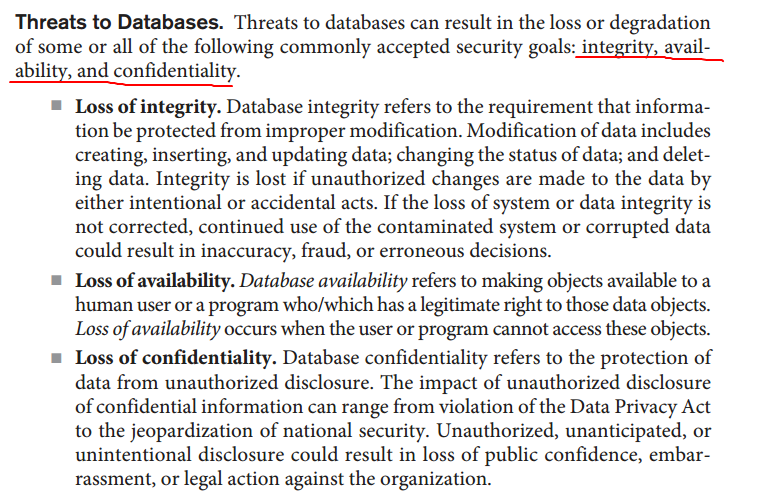 Threats to Databases. Threats to databases can result in the loss or degradation
of some or all of the following commonly accepted security goals: integrity, avail-
ability, and confidentiality.
■ Loss of integrity. Database integrity refers to the requirement that informa-
tion be protected from improper modification. Modification of data includes
creating, inserting, and updating data; changing the status of data; and delet-
ing data. Integrity is lost if unauthorized changes are made to the data by
either intentional or accidental acts. If the loss of system or data integrity is
not corrected, continued use of the contaminated system or corrupted data
could result in inaccuracy, fraud, or erroneous decisions.
■ Loss of availability. Database availability refers to making objects available to a
human user or a program who/which has a legitimate right to those data objects.
Loss of availability occurs when the user or program cannot access these objects.
■ Loss of confidentiality. Database confidentiality refers to the protection of
data from unauthorized disclosure. The impact of unauthorized disclosure
of confidential information can range from violation of the Data Privacy Act
to the jeopardization of national security. Unauthorized, unanticipated, or
unintentional disclosure could result in loss of public confidence, embar-
rassment, or legal action against the organization.